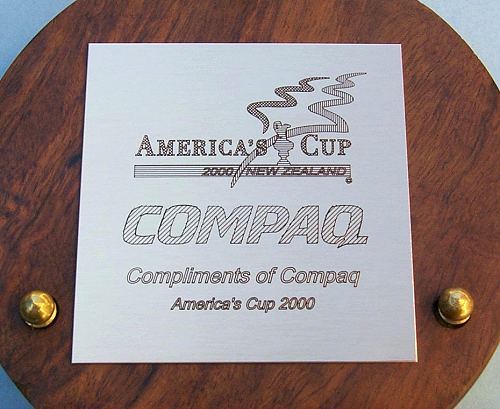 AMERICA'S CUP
2000 NEW ZEALAND
COMPAQ
Compliments of Compaq
America's Cup 2000